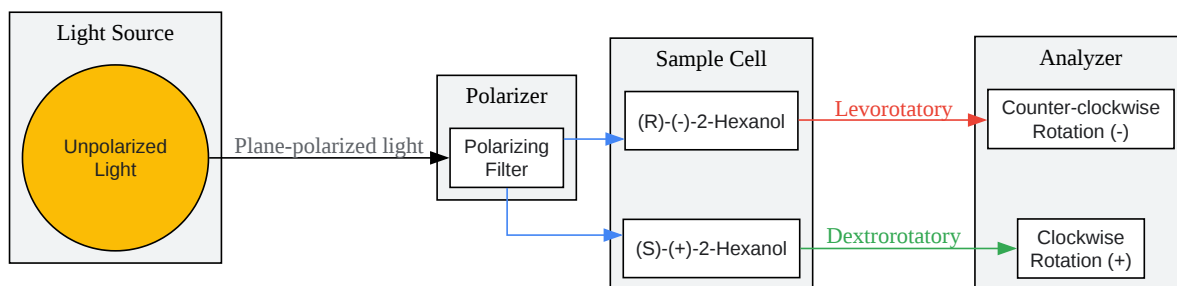 Light Source
Unpolarized
Light
Plane-polarized light
Polarizer
Polarizing
Filter
Sample Cell
(R)-(-)-2-Hexanol
(S)-(+)-2-Hexanol
Levorotatory
Dextrorotatory
Analyzer
Counter-clockwise
Rotation (-)
Clockwise
Rotation (+)